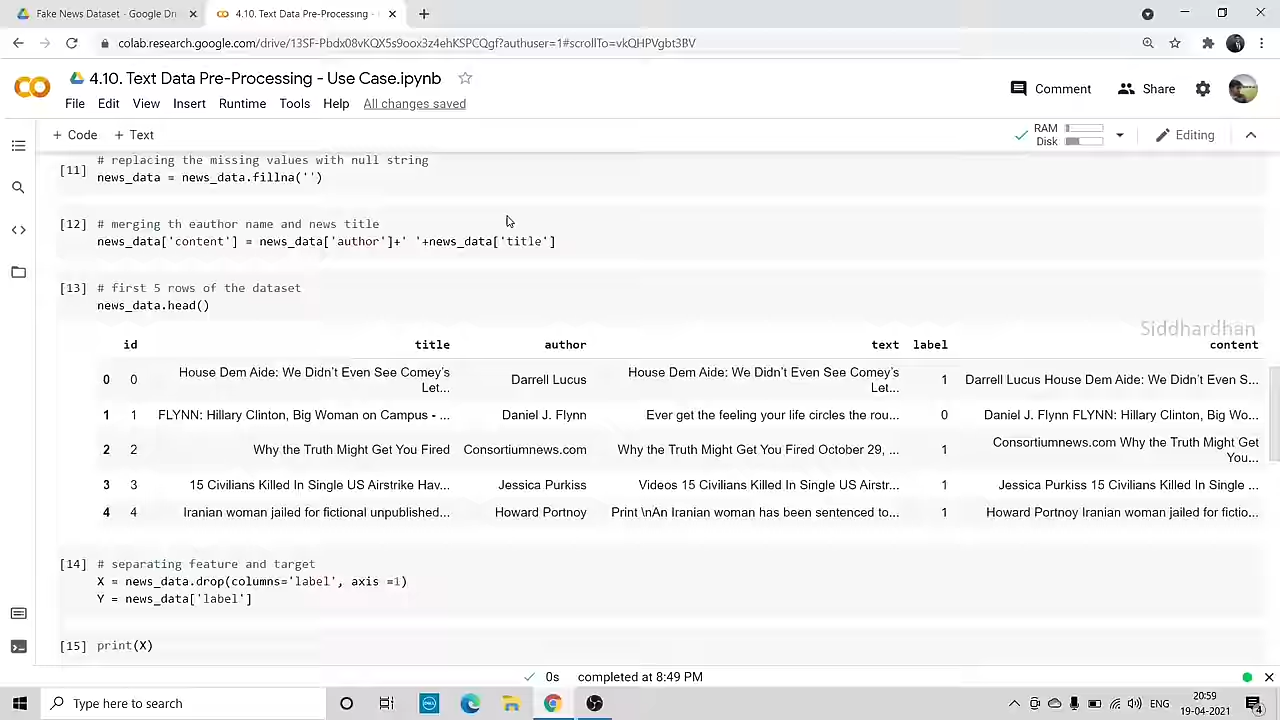 Fake News Dataset - Google Dri
4.10. Text Data Pre-Processing -
colab.research.google.com/drive/13SF-Pbdx08vKQX5s9oox3z4ehKSPCQgf?authuser=1#scrollTo=vkQHPVgbt3BV
4.10. Text Data Pre-Processing - Use Case.ipynb
Comment Share
File Edit View Insert Runtime Tools Help All changes saved
+ Code + Text
RAM
Disk
Editing
# replacing the missing values with null string
[11] news_data = news_data.fillna('')
[12] # merging th eauthor name and news title
news_data['content'] = news_data['author']+' '+news_data['title']
[13] # first 5 rows of the dataset
news_data.head()
Siddhardhan
id title author text label content
0 0 House Dem Aide: We Didn't Even See Comey's Let... Darrell Lucus House Dem Aide: We Didn't Even See Comey's Let... 1 Darrell Lucus House Dem Aide: We Didn't Even S...
1 1 FLYNN: Hillary Clinton, Big Woman on Campus - ... Daniel J. Flynn Ever get the feeling your life circles the rou... 0 Daniel J. Flynn FLYNN: Hillary Clinton, Big Wo...
2 2 Why the Truth Might Get You Fired Consortiumnews.com Why the Truth Might Get You Fired October 29, ... 1 Consortiumnews.com Why the Truth Might Get You...
3 3 15 Civilians Killed In Single US Airstrike Hav... Jessica Purkiss Videos 15 Civilians Killed In Single US Airstr... 1 Jessica Purkiss 15 Civilians Killed In Single ...
4 4 Iranian woman jailed for fictional unpublished... Howard Portnoy Print \nAn Iranian woman has been sentenced to... 1 Howard Portnoy Iranian woman jailed for fictio...
[14] # separating feature and target
X = news_data.drop(columns='label', axis =1)
Y = news_data['label']
[15] print(X)
0s completed at 8:49 PM
Type here to search
ENG
20:59
19-04-2021
4